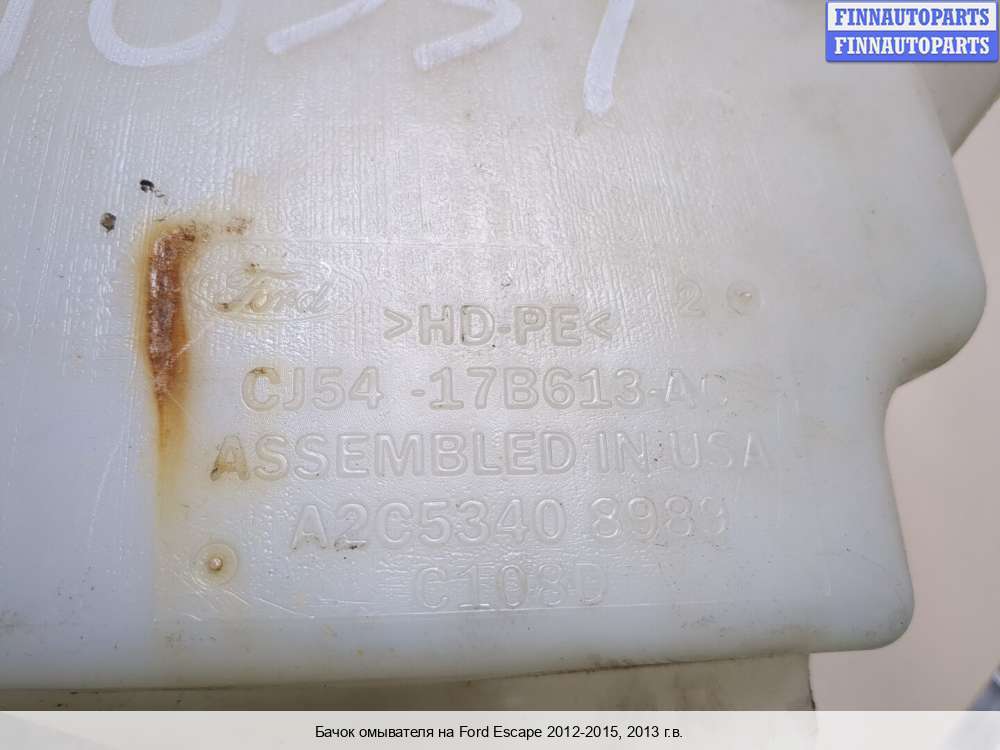 FINNAUTOPARTS
FINNAUTOPARTS
Ford
2
>HD-PE<
CJ54 -17B613-AC
ASSEMBLED IN USA
A2C5340 8989
C108D
Бачок омывателя на Ford Escape 2012-2015, 2013 г.в.